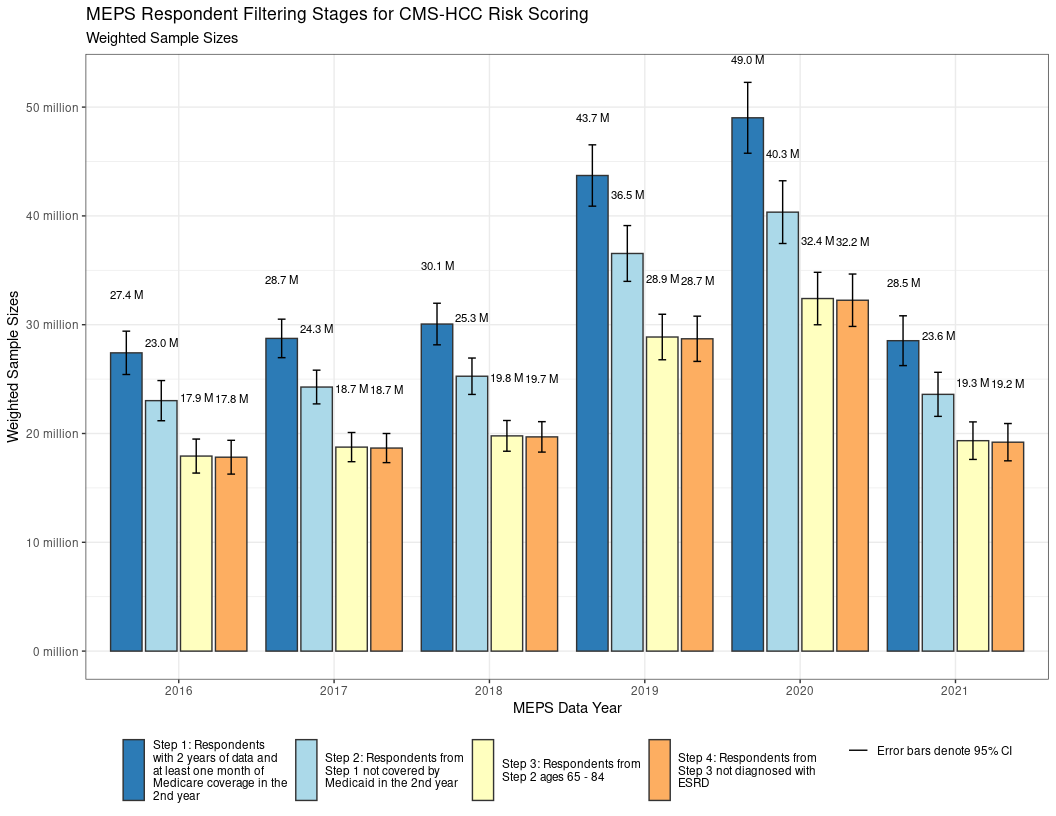 MEPS Respondent Filtering Stages for CMS-HCC Risk Scoring
Weighted Sample Sizes
Weighted Sample Sizes
50 million
40 million
30 million
20 million
10 million
0 million
27.4 M
23.0 M
17.9 M
17.8 M
28.7 M
24.3 M
18.7 M
18.7 M
30.1 M
25.3 M
19.8 M
19.7 M
43.7 M
36.5 M
28.9 M
28.7 M
49.0 M
40.3 M
32.4 M
32.2 M
28.5 M
23.6 M
19.3 M
19.2 M
2016
2017
2018
2019
2020
2021
MEPS Data Year
Step 1: Respondents
with 2 years of data and
at least one month of
Medicare coverage in the
2nd year
Step 2: Respondents from
Step 1 not covered by
Medicaid in the 2nd year
Step 3: Respondents from
Step 2 ages 65 - 84
Step 4: Respondents from
Step 3 not diagnosed with
ESRD
Error bars denote 95% CI